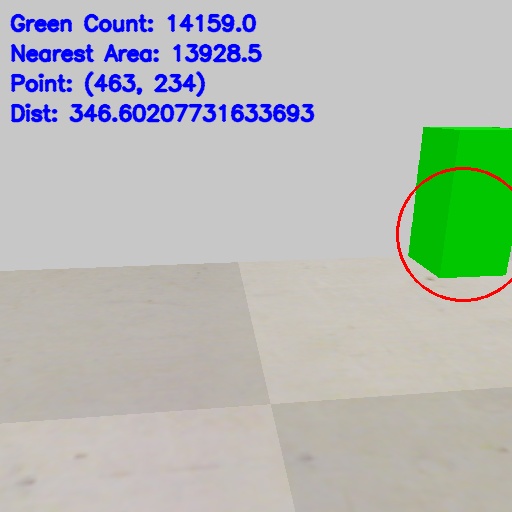 Green Count: 14159.0
Nearest Area: 13928.5
Point: (463, 234)
Dist: 346.60207731633693